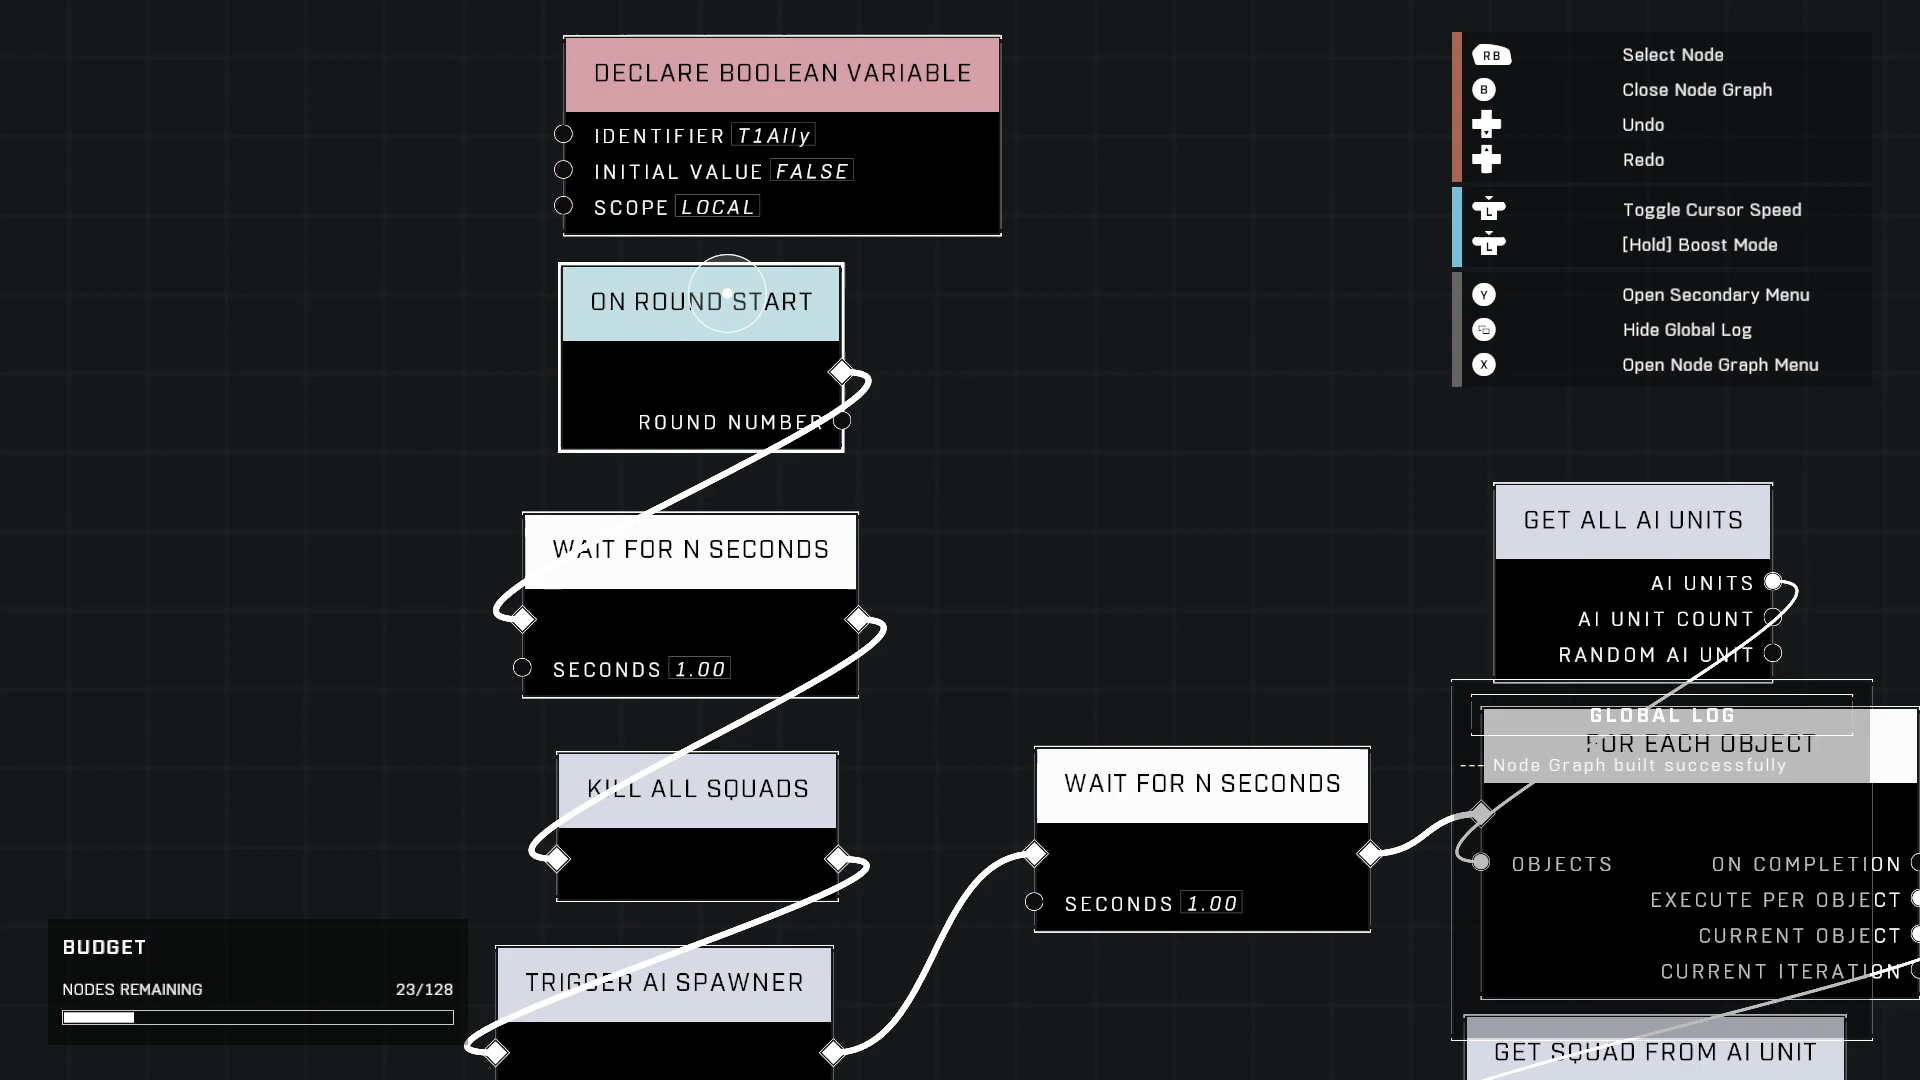 DECLARE BOOLEAN VARIABLE
IDENTIFIER T1Ally
INITIAL VALUE FALSE
SCOPE LOCAL
ON ROUND START
ROUND NUMBER
WAIT FOR N SECONDS
SECONDS 1.00
KILL ALL SQUADS
TRIGGER AI SPAWNER
WAIT FOR N SECONDS
SECONDS 1.00
RB Select Node
B Close Node Graph
Undo
Redo
L Toggle Cursor Speed
L [Hold] Boost Mode
Y Open Secondary Menu
Hide Global Log
X Open Node Graph Menu
GET ALL AI UNITS
AI UNITS
AI UNIT COUNT
RANDOM AI UNIT
GLOBAL LOG
FOR EACH OBJECT
--- Node Graph built successfully
OBJECTS ON COMPLETION
EXECUTE PER OBJECT
CURRENT OBJECT
CURRENT ITERATION
GET SQUAD FROM AI UNIT
BUDGET
NODES REMAINING 23/128